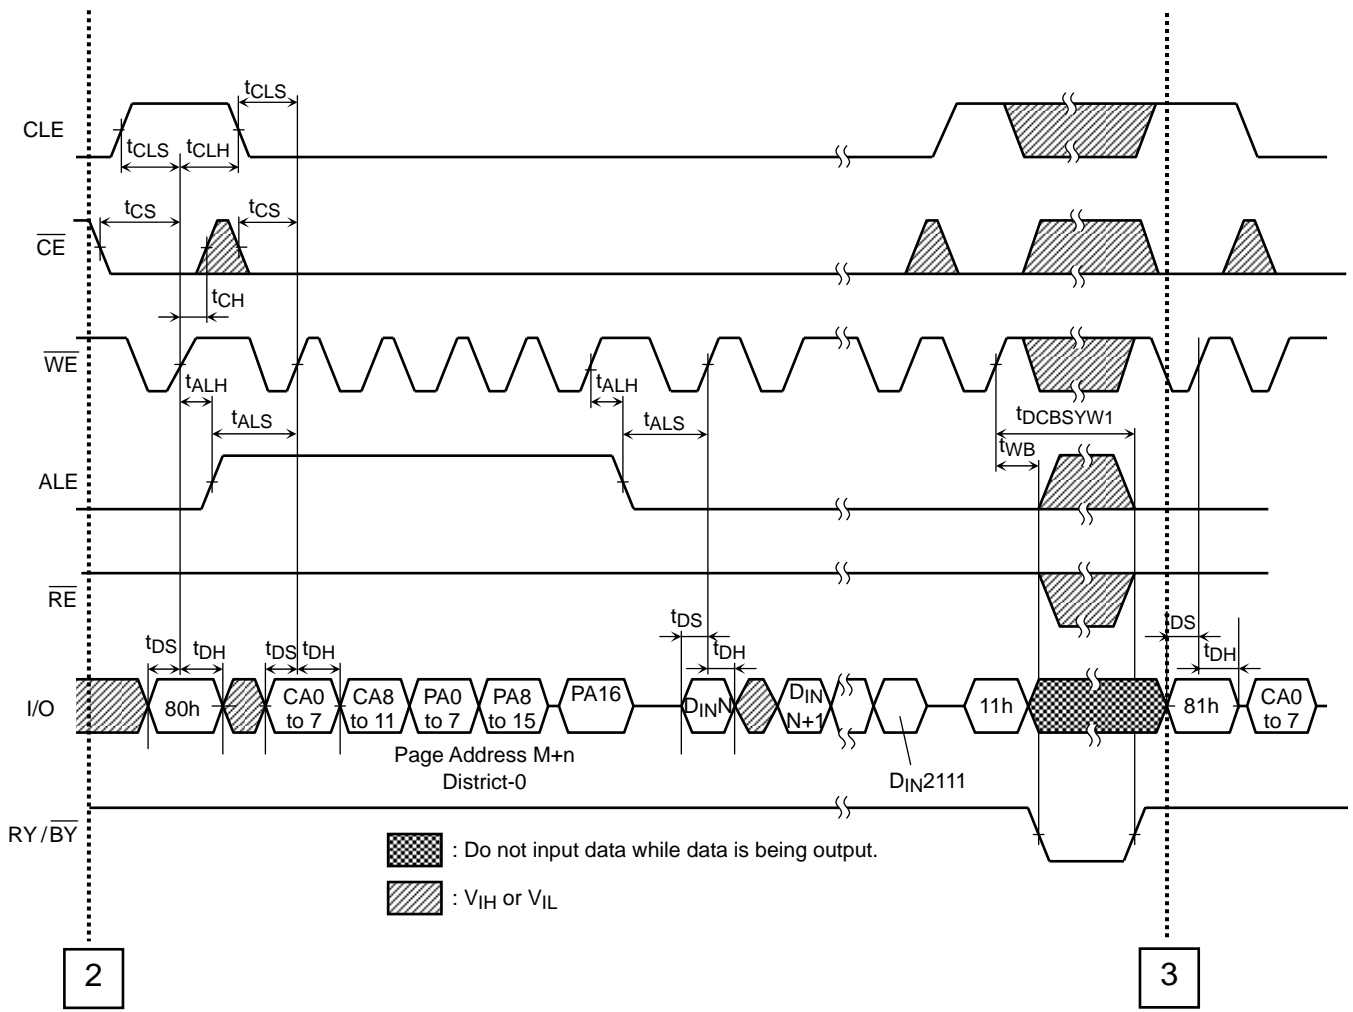 tCLS
CLE
tCLS
tCLH
tCS
tCS
CE
tCH
WE
tALH
tALH
tALS
tALS
tDCBSYW1
tWB
ALE
RE
tDS
tDH
tDS
tDH
tDS
tDH
tDS
tDH
I/O
80h
CA0
to 7
CA8
to 11
PA0
to 7
PA8
to 15
PA16
DINN
DIN
N+1
11h
81h
CA0
to 7
Page Address M+n
District-0
DIN2111
RY/BY
: Do not input data while data is being output.
: VIH or VIL
2
3